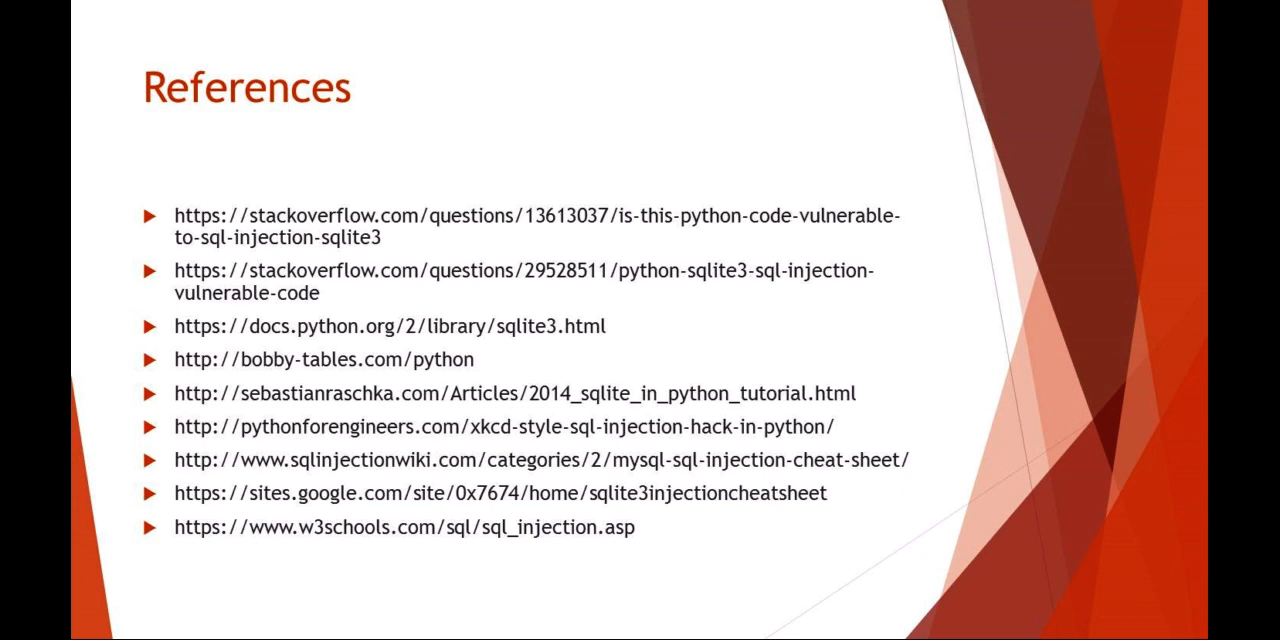 References
https://stackoverflow.com/questions/13613037/is-this-python-code-vulnerable-
to-sql-injection-sqlite3
https://stackoverflow.com/questions/29528511/python-sqlite3-sql-injection-
vulnerable-code
https://docs.python.org/2/library/sqlite3.html
http://bobby-tables.com/python
http://sebastianraschka.com/Articles/2014_sqlite_in_python_tutorial.html
http://pythonforengineers.com/xkcd-style-sql-injection-hack-in-python/
http://www.sqlinjectionwiki.com/categories/2/mysql-sql-injection-cheat-sheet/
https://sites.google.com/site/0x7674/home/sqlite3injectioncheatsheet
https://www.w3schools.com/sql/sql_injection.asp